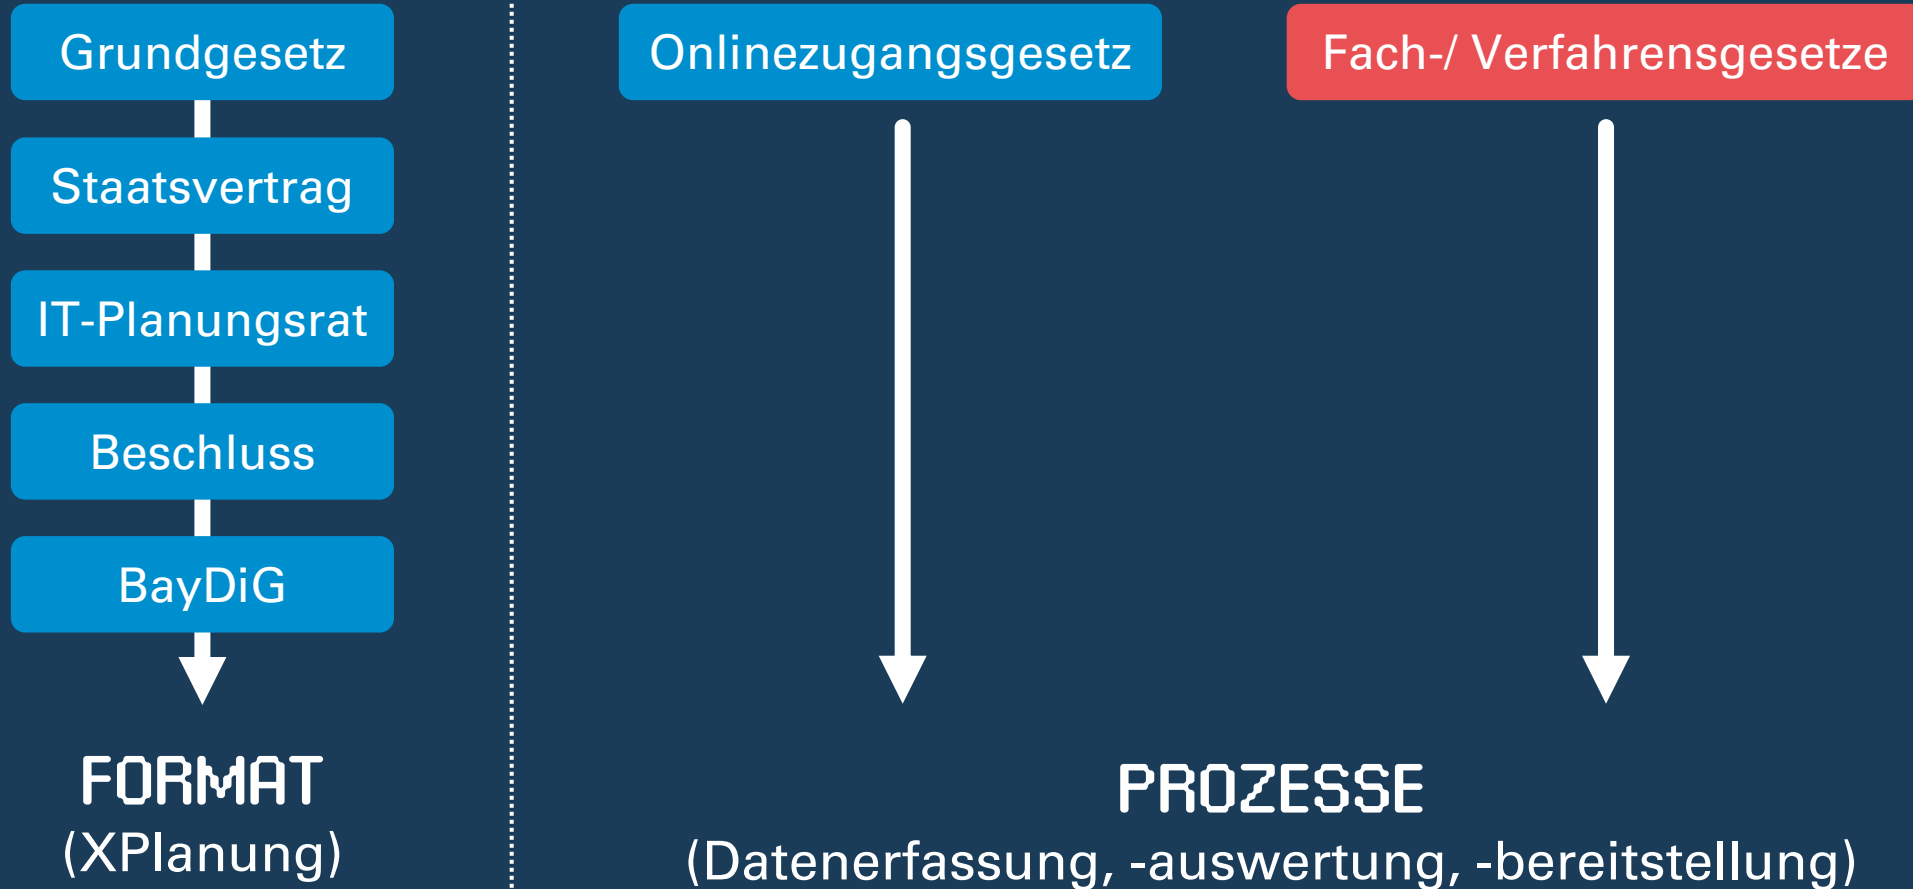 Grundgesetz
Staatsvertrag
IT-Planungsrat
Beschluss
BayDiG
FORMAT
(XPlanung)
Onlinezugangsgesetz
Fach-/ Verfahrensgesetze
PROZESSE
(Datenerfassung, -auswertung, -bereitstellung)